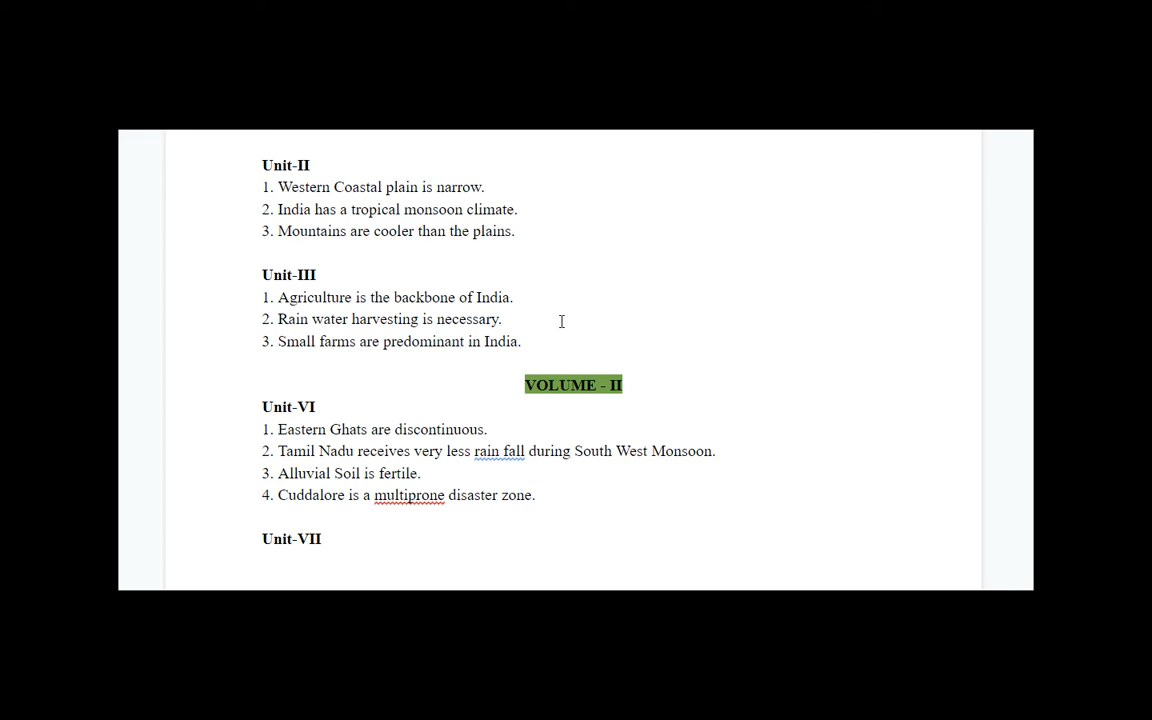 Unit-II
1. Western Coastal plain is narrow.
2. India has a tropical monsoon climate.
3. Mountains are cooler than the plains.
Unit-III
1. Agriculture is the backbone of India.
2. Rain water harvesting is necessary.
3. Small farms are predominant in India.
VOLUME - II
Unit-VI
1. Eastern Ghats are discontinuous.
2. Tamil Nadu receives very less rain fall during South West Monsoon.
3. Alluvial Soil is fertile.
4. Cuddalore is a multiprone disaster zone.
Unit-VII